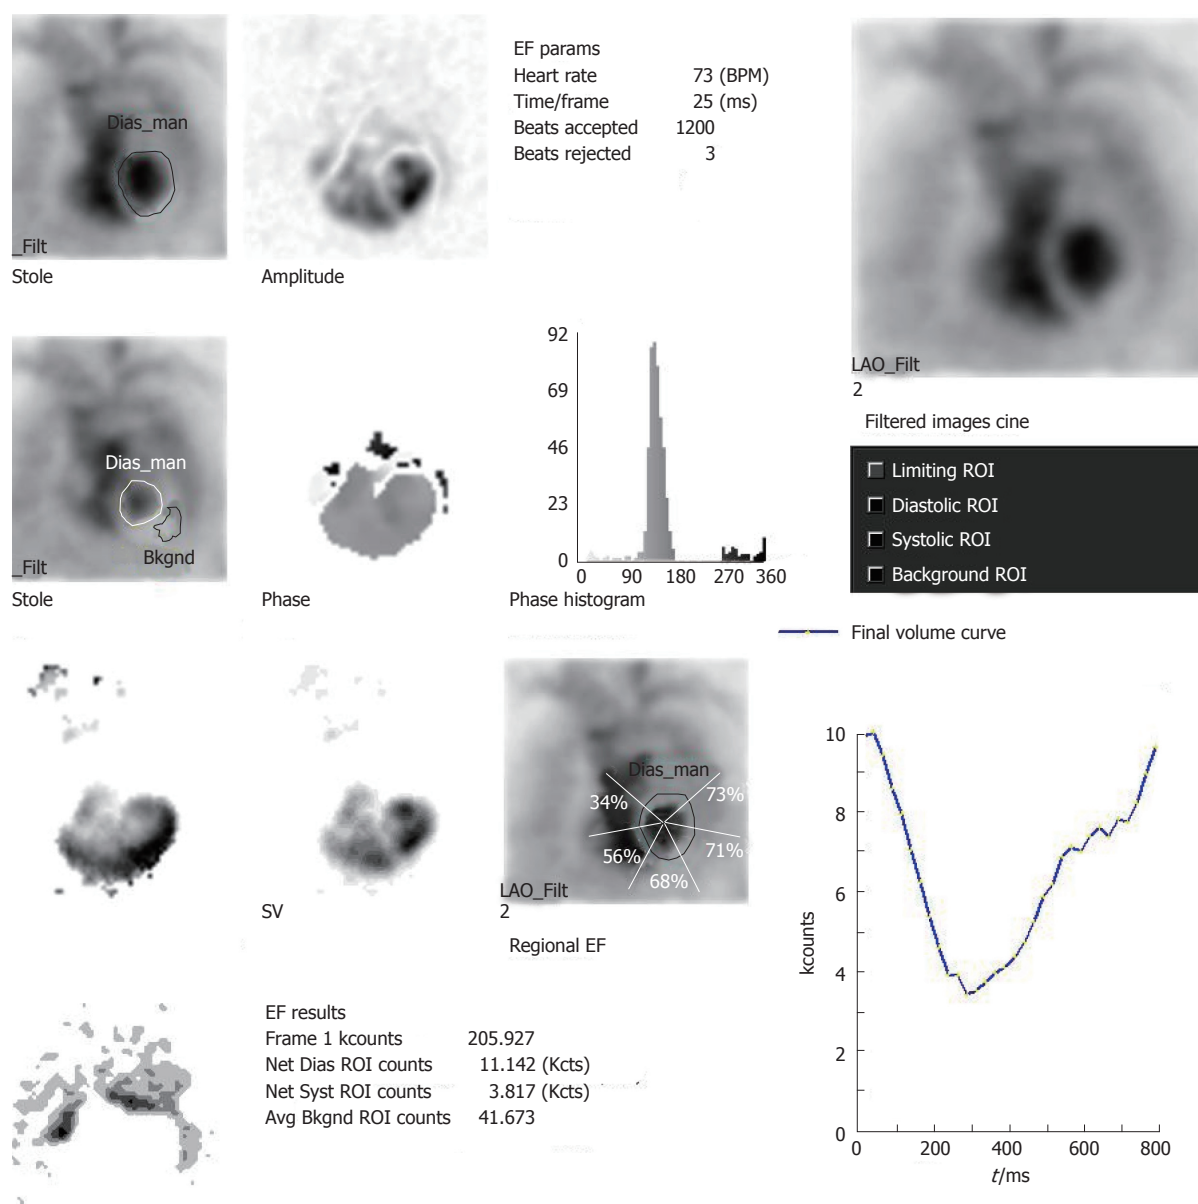 Dias_man
_Filt
Stole
Amplitude
EF params
Heart rate 73 (BPM)
Time/frame 25 (ms)
Beats accepted 1200
Beats rejected 3
LAO_Filt
2
Filtered images cine
Dias_man
Bkgnd
_Filt
Stole
Phase
92
69
46
23
0
0 90 180 270 360
Phase histogram
Limiting ROI
Diastolic ROI
Systolic ROI
Background ROI
Final volume curve
SV
Dias_man
34%
73%
56%
71%
68%
LAO_Filt
2
Regional EF
10
8
6
4
2
0
kcounts
0 200 400 600 800
t/ms
EF results
Frame 1 kcounts 205.927
Net Dias ROI counts 11.142 (Kcts)
Net Syst ROI counts 3.817 (Kcts)
Avg Bkgnd ROI counts 41.673